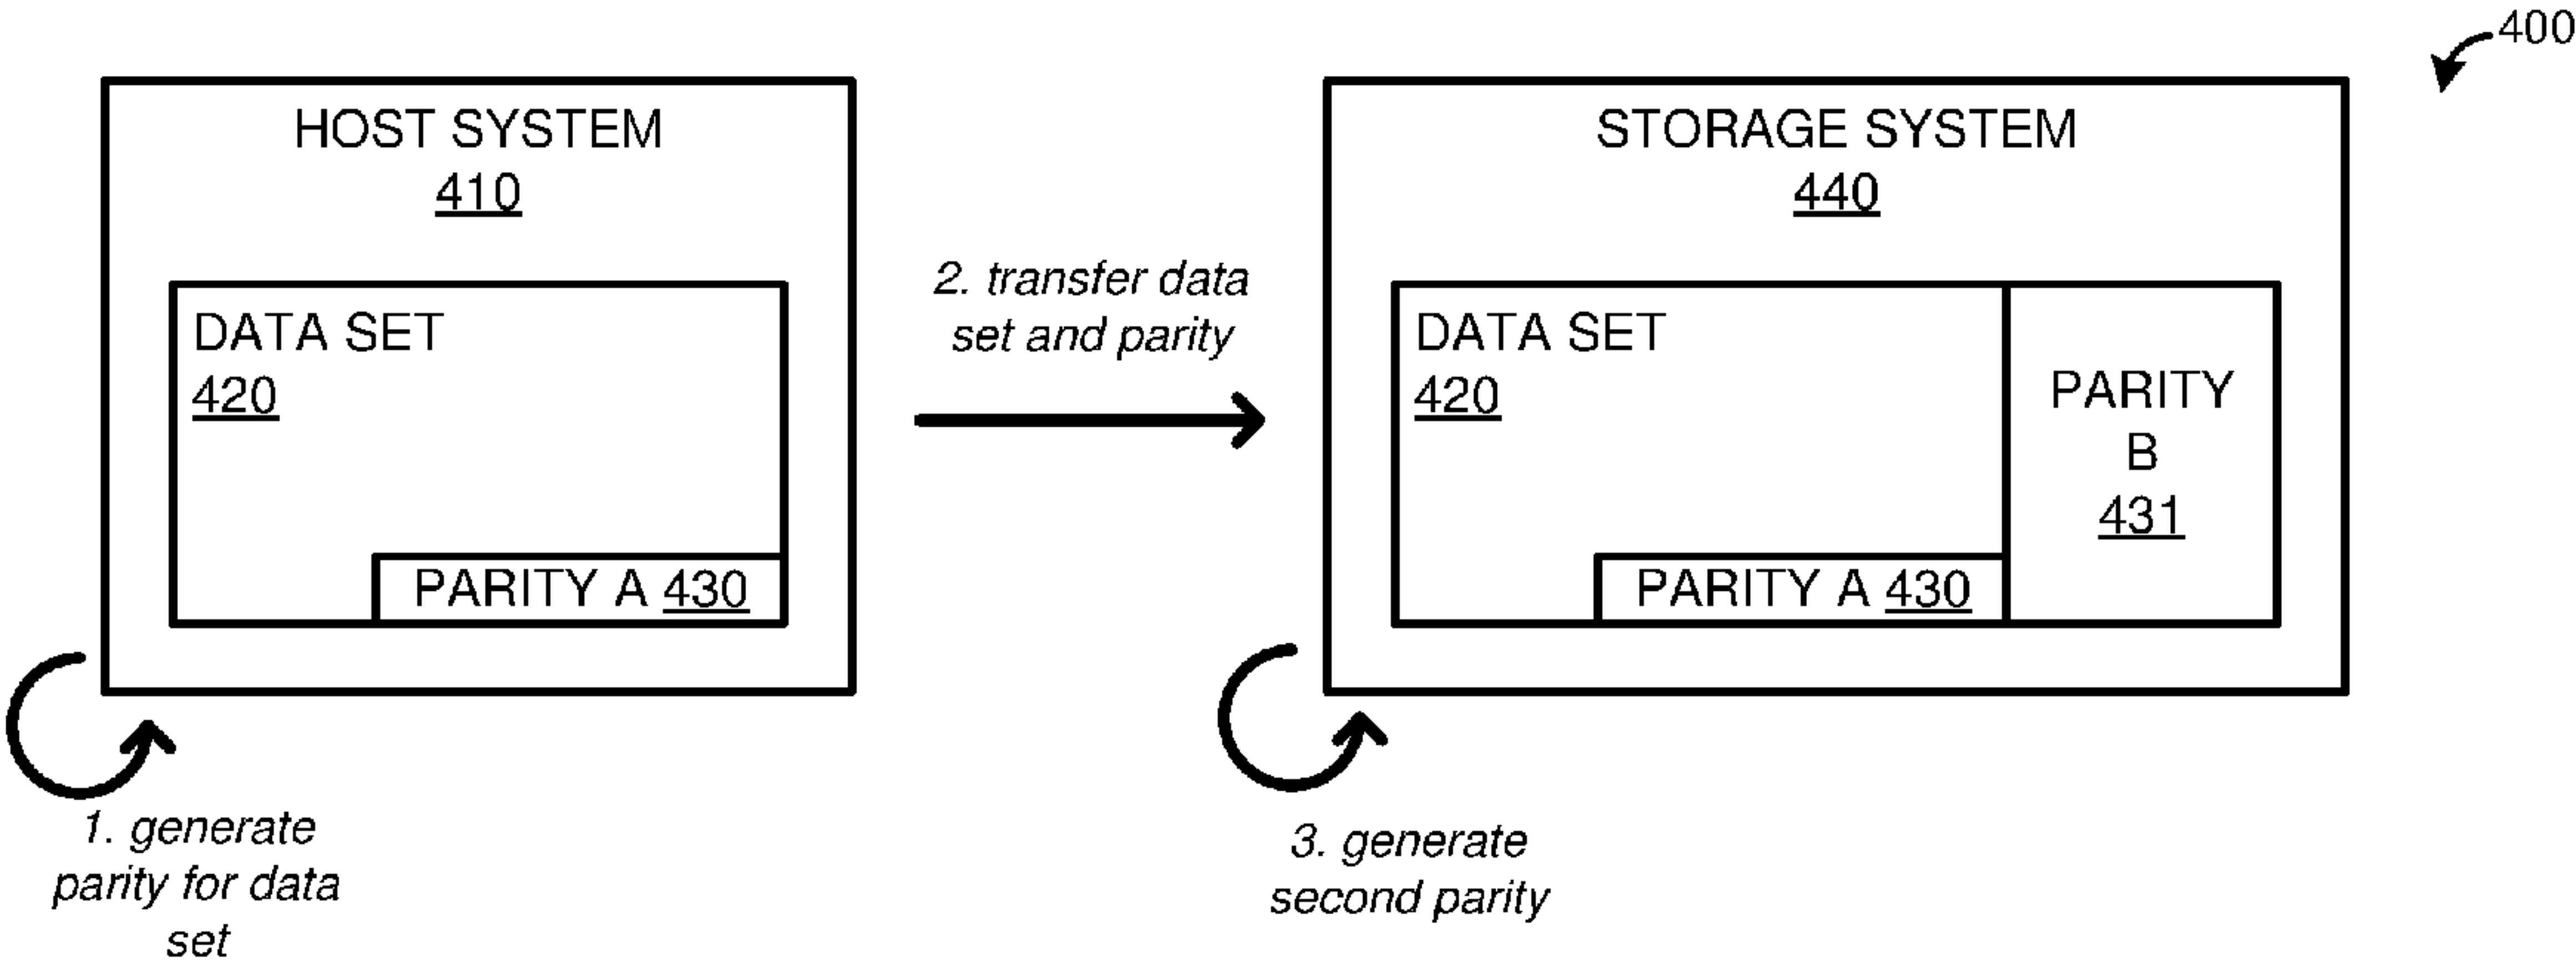 400
HOST SYSTEM
410
DATA SET
420
PARITY A 430
1. generate
parity for data
set
2. transfer data
set and parity
STORAGE SYSTEM
440
DATA SET
420
PARITY A 430
PARITY
B
431
3. generate
second parity